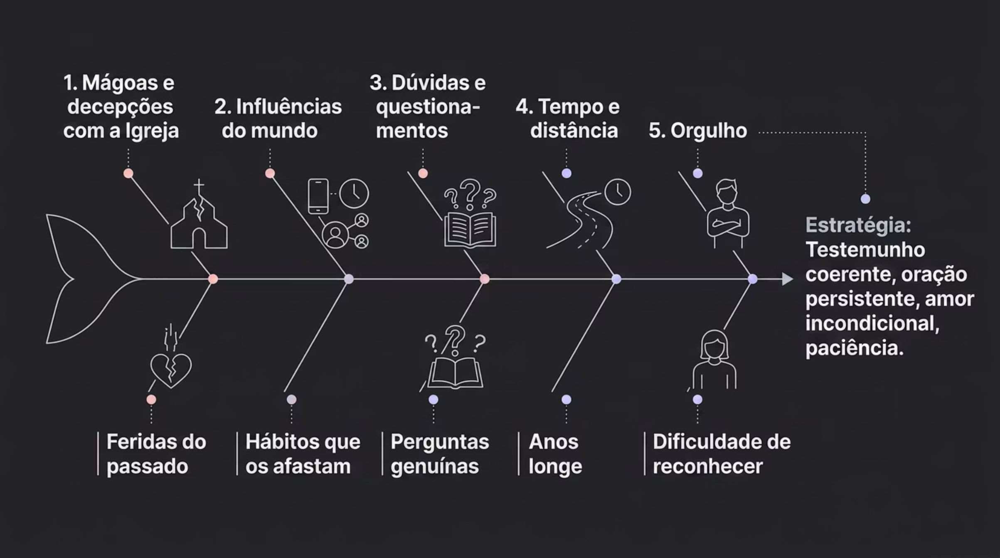 1. Mágoas e
decepções
com a Igreja
2. Influências
do mundo
3. Dúvidas e
questiona-
mentos
4. Tempo e
distância
5. Orgulho
Estratégia:
Testemunho
coerente, oração
persistente, amor
incondicional,
paciência.
Feridas do
passado
Hábitos que
os afastam
Perguntas
genuínas
Anos
longe
Dificuldade de
reconhecer